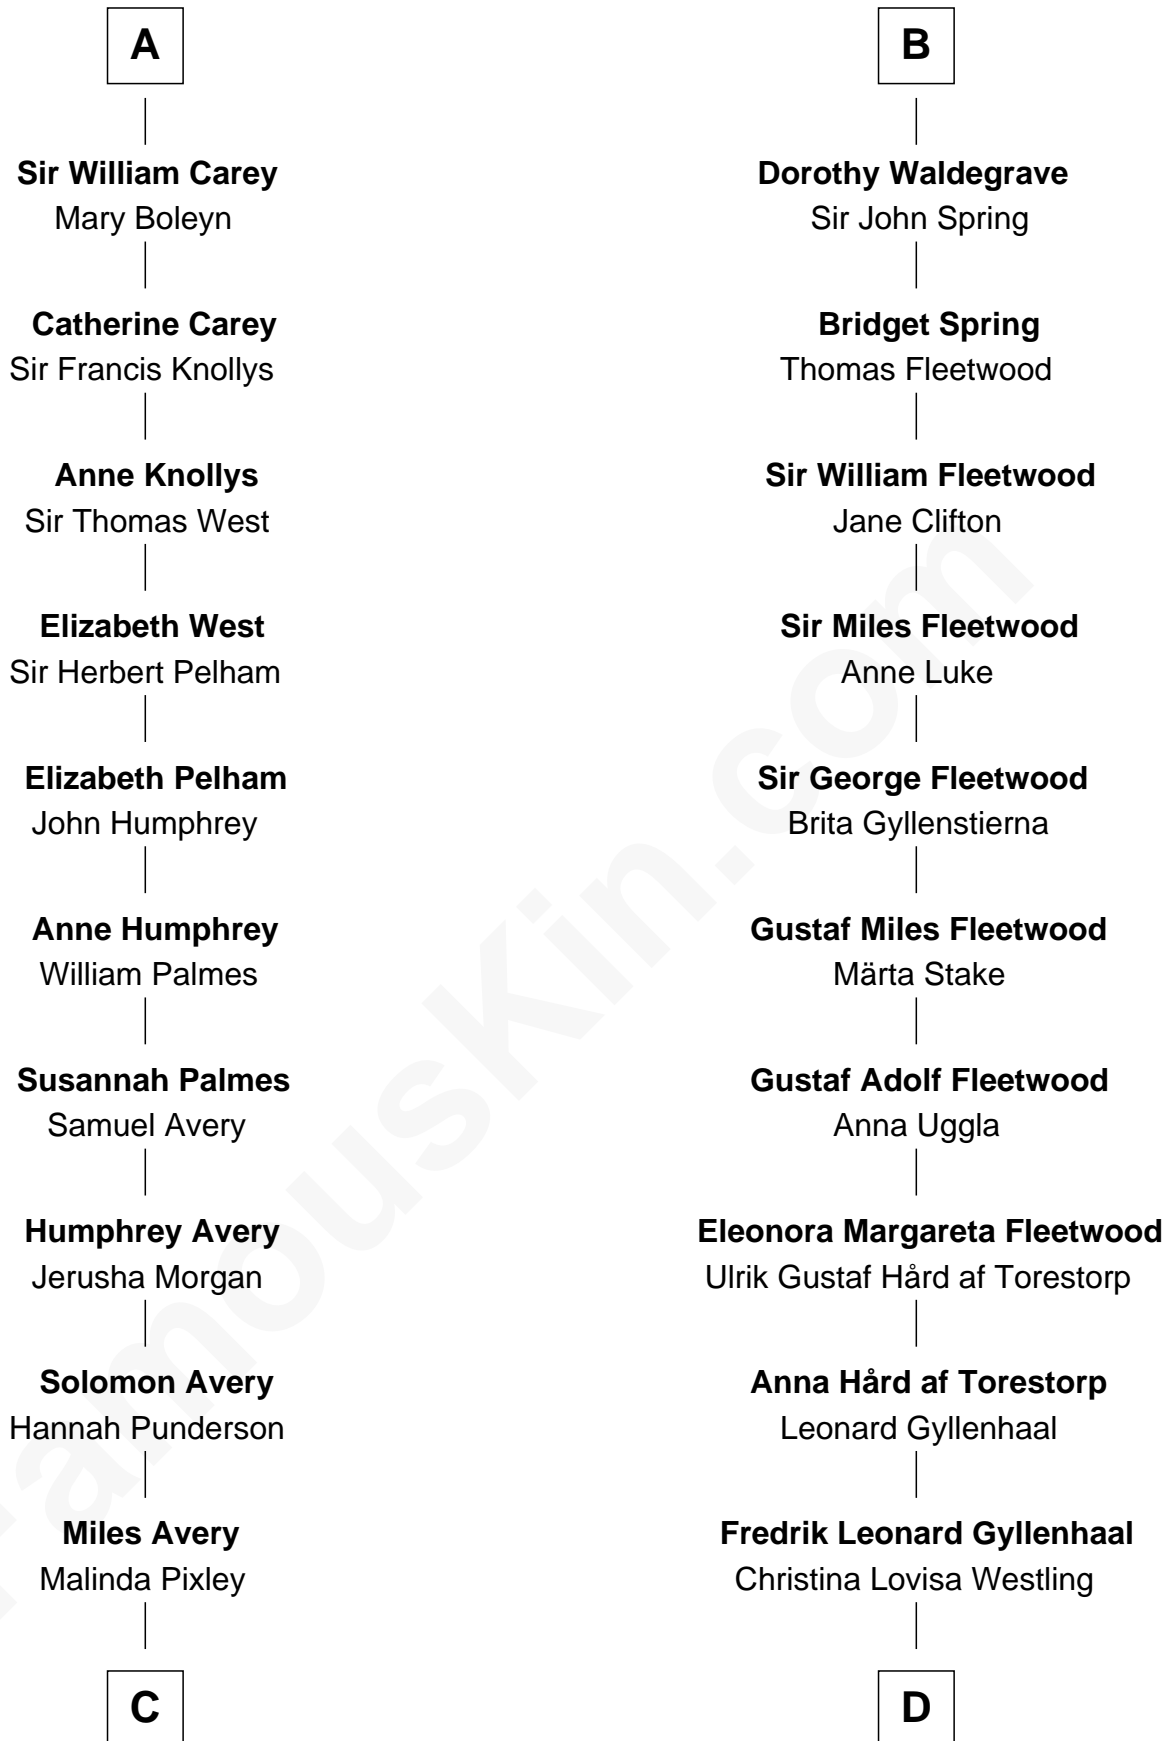 A
Sir William Carey
Mary Boleyn
Catherine Carey
Sir Francis Knollys
Anne Knollys
Sir Thomas West
Elizabeth West
Sir Herbert Pelham
Elizabeth Pelham
John Humphrey
Anne Humphrey
William Palmes
Susannah Palmes
Samuel Avery
Humphrey Avery
Jerusha Morgan
Solomon Avery
Hannah Punderson
Miles Avery
Malinda Pixley
C
B
Dorothy Waldegrave
Sir John Spring
Bridget Spring
Thomas Fleetwood
Sir William Fleetwood
Jane Clifton
Sir Miles Fleetwood
Anne Luke
Sir George Fleetwood
Brita Gyllenstierna
Gustaf Miles Fleetwood
Märta Stake
Gustaf Adolf Fleetwood
Anna Uggla
Eleonora Margareta Fleetwood
Ulrik Gustaf Hård af Torestorp
Anna Hård af Torestorp
Leonard Gyllenhaal
Fredrik Leonard Gyllenhaal
Christina Lovisa Westling
D
FamousKin.com